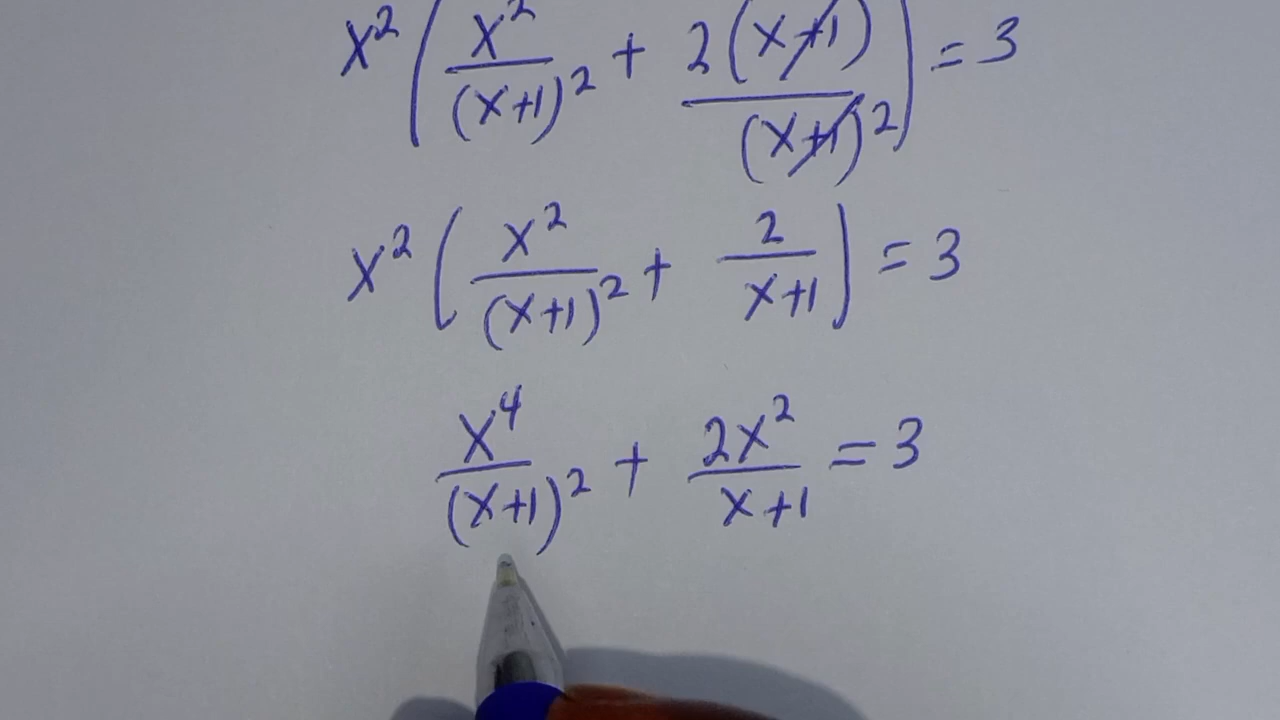 x² ( x²/(x+1)² + 2(x+1)/(x+1)² ) = 3
x² ( x²/(x+1)² + 2/(x+1) ) = 3
x⁴/(x+1)² + 2x²/(x+1) = 3